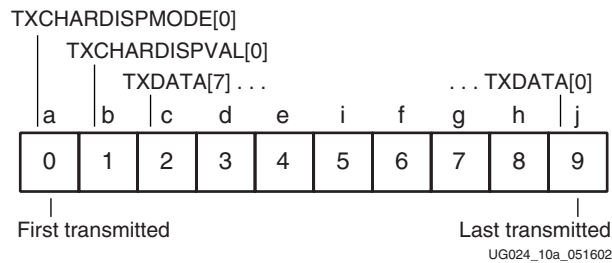 TXCHARDISPMODE[0]
TXCHARDISPVAL[0]
TXDATA[7] . . . . . . TXDATA[0]
a b c d e i f g h j
0 1 2 3 4 5 6 7 8 9
First transmitted Last transmitted
UG024_10a_051602